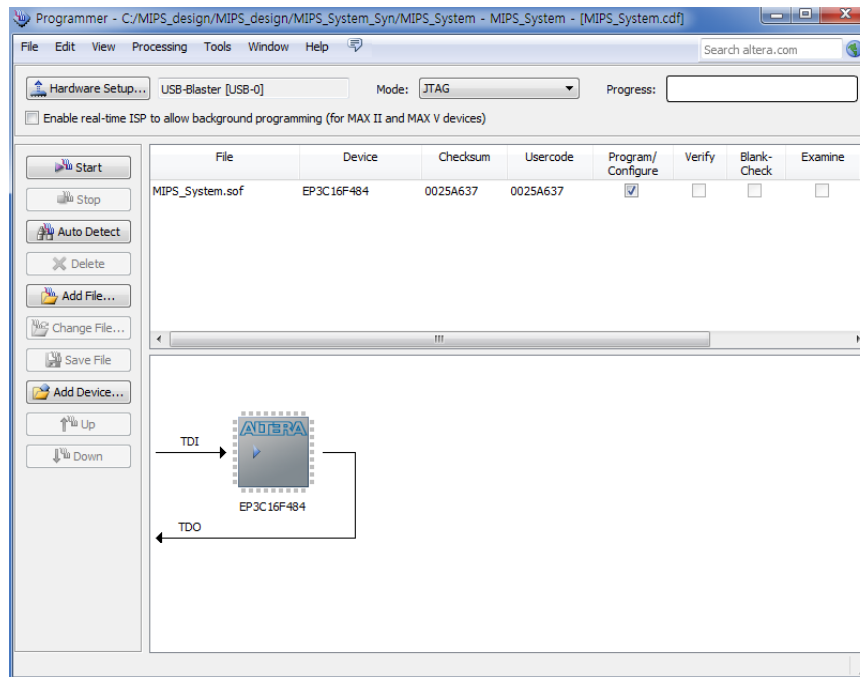 Programmer - C:/MIPS_design/MIPS_design/MIPS_System_Syn/MIPS_System - MIPS_System - [MIPS_System.cdf]
File Edit View Processing Tools Window Help
Search altera.com
Hardware Setup... USB-Blaster [USB-0] Mode: JTAG Progress:
Enable real-time ISP to allow background programming (for MAX II and MAX V devices)
Start
Stop
Auto Detect
Delete
Add File...
Change File...
Save File
Add Device...
Up
Down
File Device Checksum Usercode Program/ Verify Blank- Examine
Configure Check
MIPS_System.sof EP3C16F484 0025A637 0025A637
ALTERA
TDI
EP3C16F484
TDO